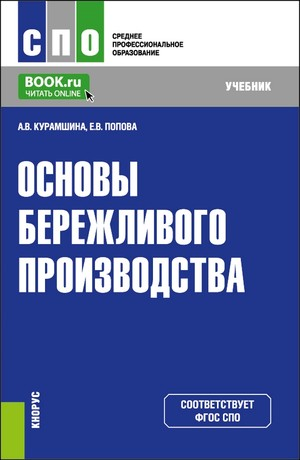 СПО
СРЕДНЕЕ
ПРОФЕССИОНАЛЬНОЕ
ОБРАЗОВАНИЕ
BOOK.ru
ЧИТАТЬ ONLINE
УЧЕБНИК
А.В. КУРАМШИНА, Е.В. ПОПОВА
ОСНОВЫ
БЕРЕЖЛИВОГО
ПРОИЗВОДСТВА
СООТВЕТСТВУЕТ
ФГОС СПО
КНОРУС